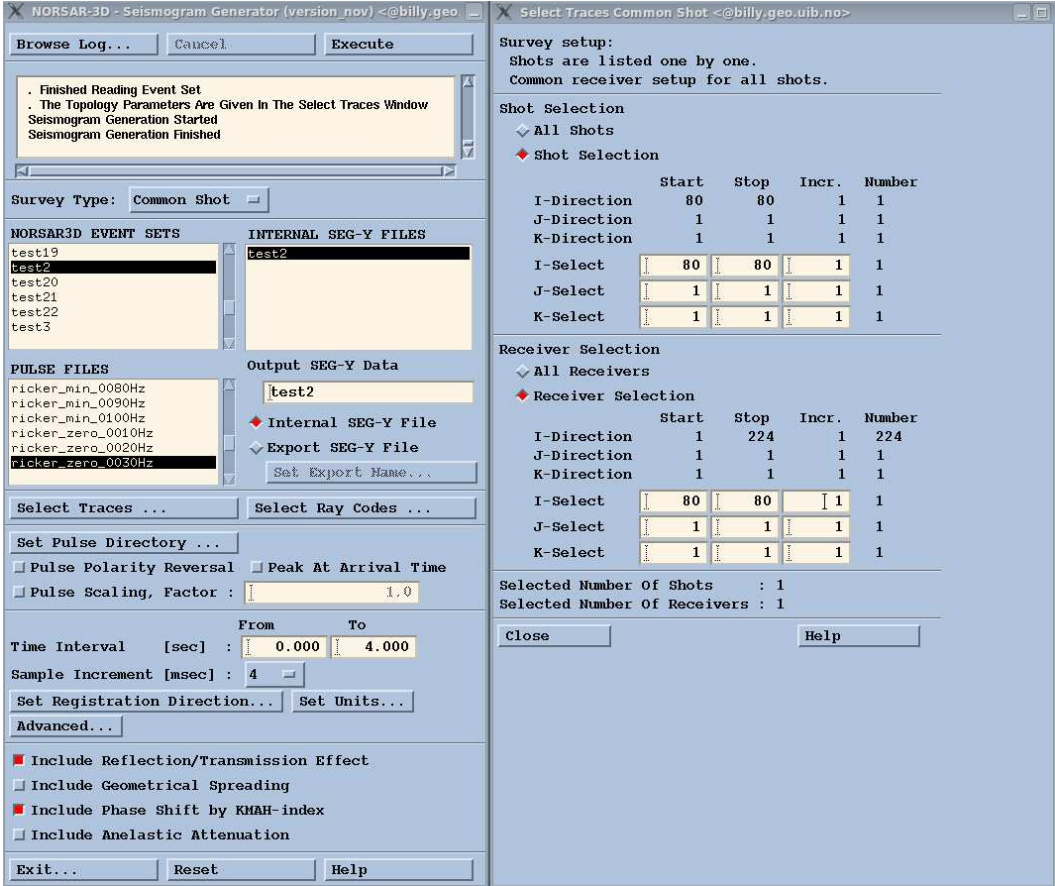 NORSAR-3D - Seismogram Generator (version_nov) <@billy.geo.
Browse Log... Cancel Execute
. Finished Reading Event Set
. The Topology Parameters Are Given In The Select Traces Window
Seismogram Generation Started
Seismogram Generation Finished
Survey Type: Common Shot
NORSAR3D EVENT SETS
test19
test2
test20
test21
test22
test3
INTERNAL SEG-Y FILES
test2
PULSE FILES
ricker_min_0080Hz
ricker_min_0090Hz
ricker_min_0100Hz
ricker_zero_0010Hz
ricker_zero_0020Hz
ricker_zero_0030Hz
Output SEG-Y Data
test2
Internal SEG-Y File
Export SEG-Y File
Set Export Name...
Select Traces ... Select Ray Codes ...
Set Pulse Directory ...
Pulse Polarity Reversal Peak At Arrival Time
Pulse Scaling, Factor : 1.0
From To
Time Interval [sec] : 0.000 4.000
Sample Increment [msec] : 4
Set Registration Direction... Set Units...
Advanced...
Include Reflection/Transmission Effect
Include Geometrical Spreading
Include Phase Shift by KMAH-index
Include Anelastic Attenuation
Exit... Reset Help
Select Traces Common Shot <@billy.geo.uib.no>
Survey setup:
Shots are listed one by one.
Common receiver setup for all shots.
Shot Selection
All Shots
Shot Selection
Start Stop Incr. Number
I-Direction 80 80 1 1
J-Direction 1 1 1 1
K-Direction 1 1 1 1
I-Select 80 80 1 1
J-Select 1 1 1 1
K-Select 1 1 1 1
Receiver Selection
All Receivers
Receiver Selection
Start Stop Incr. Number
I-Direction 1 224 1 224
J-Direction 1 1 1 1
K-Direction 1 1 1 1
I-Select 80 80 1 1
J-Select 1 1 1 1
K-Select 1 1 1 1
Selected Number Of Shots : 1
Selected Number Of Receivers : 1
Close Help